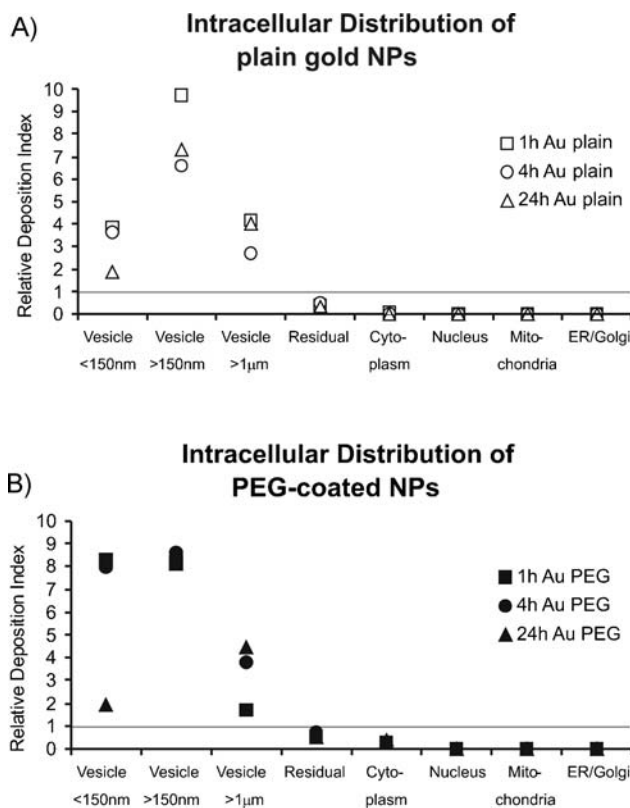 A)
Intracellular Distribution of
plain gold NPs
Relative Deposition Index
10
9
8
7
6
5
4
3
2
1
0
1h Au plain
4h Au plain
24h Au plain
Vesicle Vesicle Vesicle Residual Cyto- Nucleus Mito- ER/Golgi
<150nm >150nm >1µm plasm chondria
B)
Intracellular Distribution of
PEG-coated NPs
Relative Deposition Index
10
9
8
7
6
5
4
3
2
1
0
1h Au PEG
4h Au PEG
24h Au PEG
Vesicle Vesicle Vesicle Residual Cyto- Nucleus Mito- ER/Golgi
<150nm >150nm >1µm plasm chondria